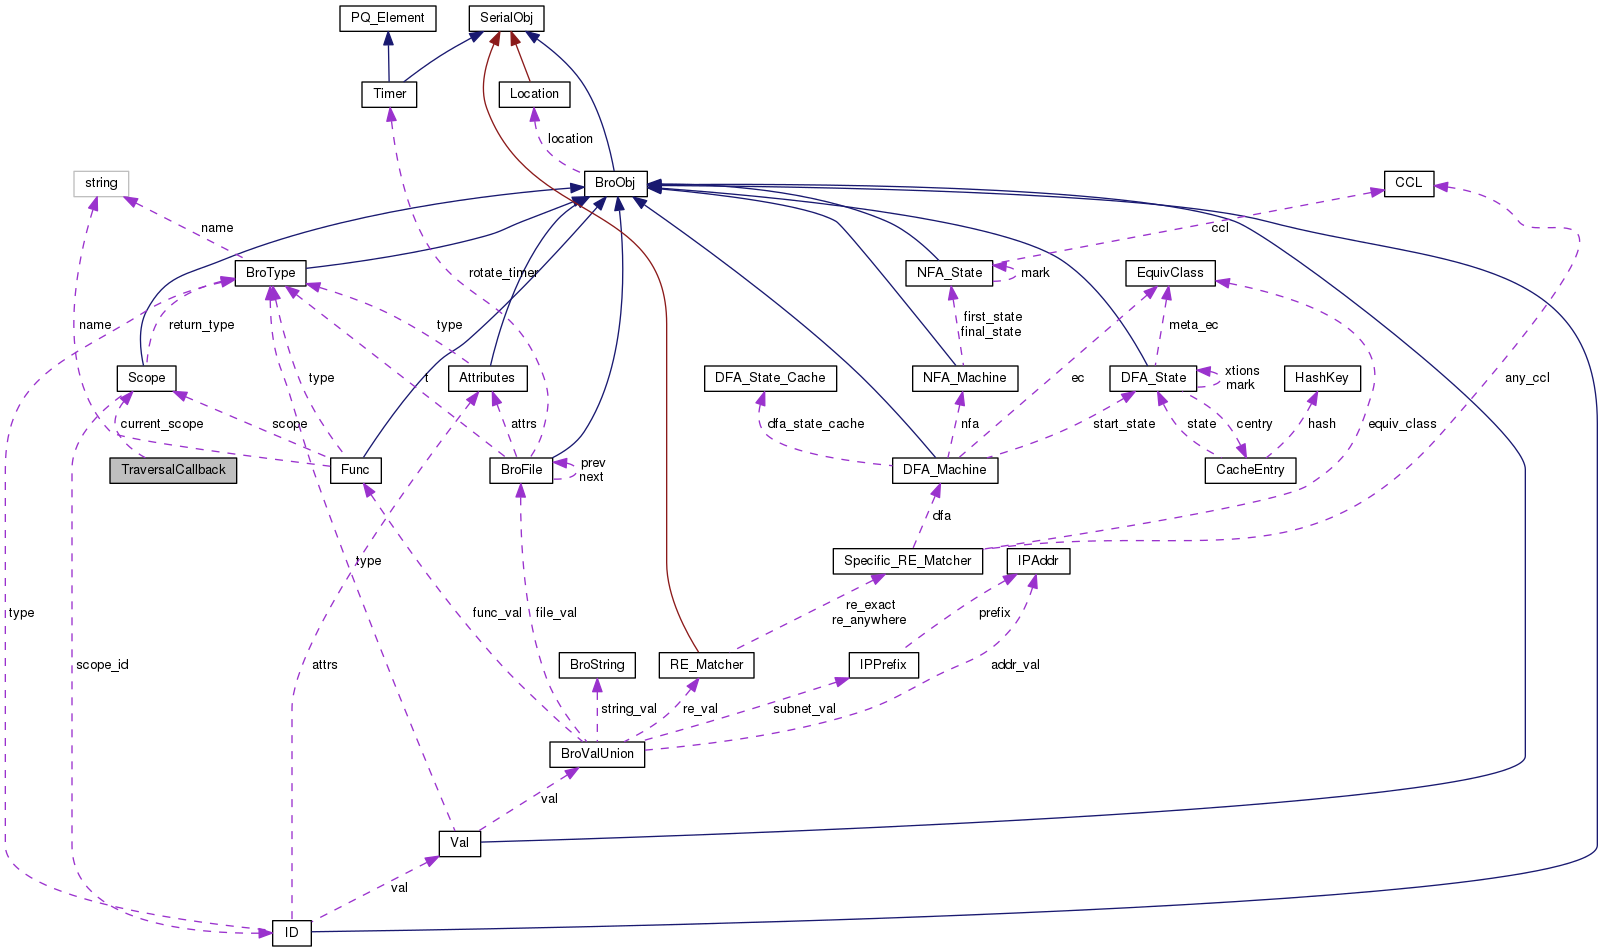 PQ_Element
SerialObj
Timer
Location
location
string
BroObj
CCL
name
ccl
BroType
rotate_timer
NFA_State
mark
EquivClass
name
return_type
type
first_state
final_state
meta_ec
Scope
type
t
Attributes
DFA_State_Cache
NFA_Machine
ec
DFA_State
xtions
mark
HashKey
any_ccl
current_scope
scope
attrs
dfa_state_cache
nfa
start_state
state
centry
hash
equiv_class
TraversalCallback
Func
BroFile
prev
next
DFA_Machine
CacheEntry
dfa
type
Specific_RE_Matcher
IPAddr
type
func_val
file_val
re_exact
re_anywhere
prefix
scope_id
attrs
BroString
RE_Matcher
IPPrefix
addr_val
string_val
re_val
subnet_val
BroValUnion
val
Val
val
ID